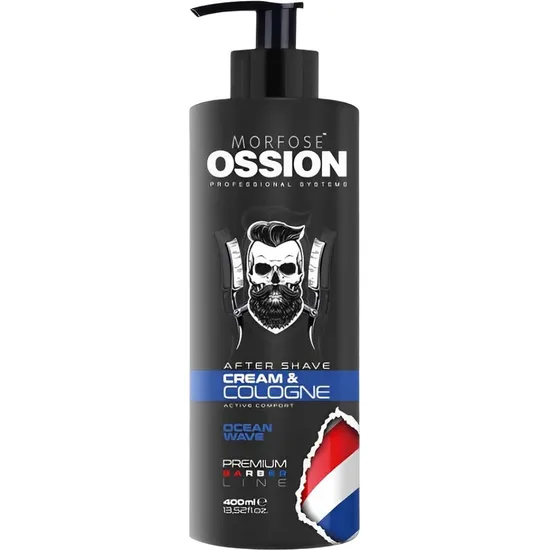 MORFOSE™
OSSION
PROFESSIONAL SYSTEMS
AFTER SHAVE
CREAM &
COLOGNE
ACTIVE COMFORT
OCEAN
WAVE
PREMIUM
BARBER
LINE
400ml e
13,52fl.oz.